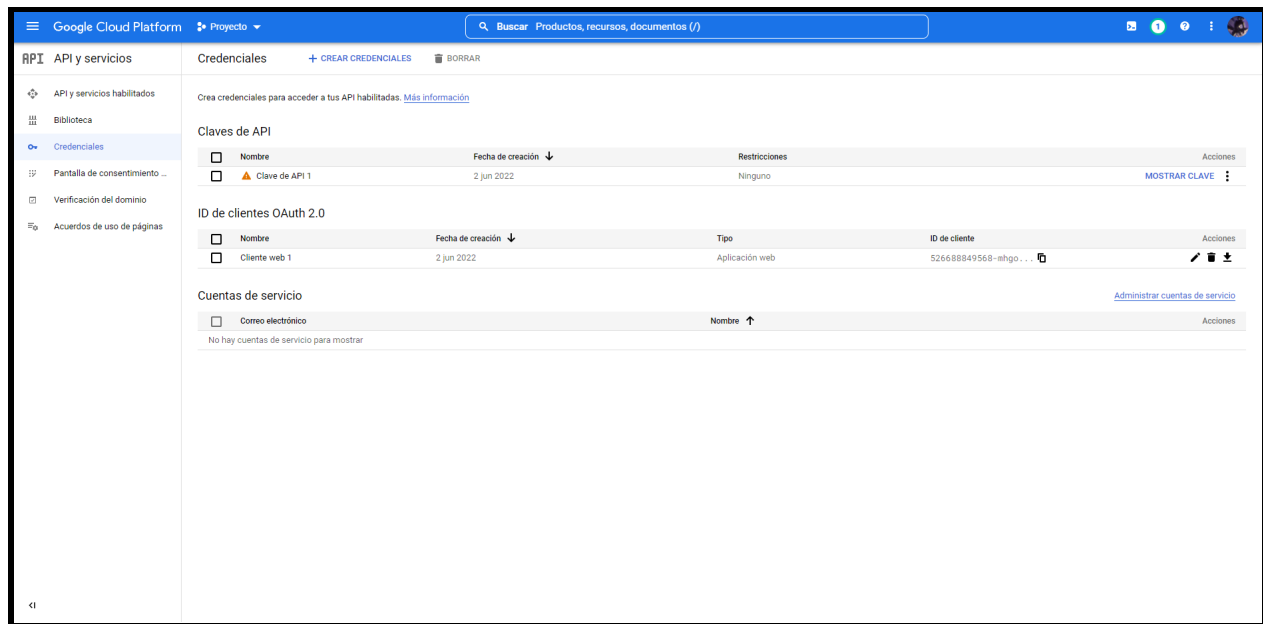 Google Cloud Platform Proyecto Buscar Productos, recursos, documentos (/) 1
API API y servicios Credenciales + CREAR CREDENCIALES BORRAR
API y servicios habilitados
Crea credenciales para acceder a tus API habilitadas. Más información
Biblioteca
Credenciales
Pantalla de consentimiento ...
Verificación del dominio
Acuerdos de uso de páginas
Claves de API
Nombre Fecha de creación Restricciones Acciones
Clave de API 1 2 jun 2022 Ninguno MOSTRAR CLAVE
ID de clientes OAuth 2.0
Nombre Fecha de creación Tipo ID de cliente Acciones
Cliente web 1 2 jun 2022 Aplicación web 526688849568-mhgo...
Cuentas de servicio Administrar cuentas de servicio
Correo electrónico Nombre Acciones
No hay cuentas de servicio para mostrar